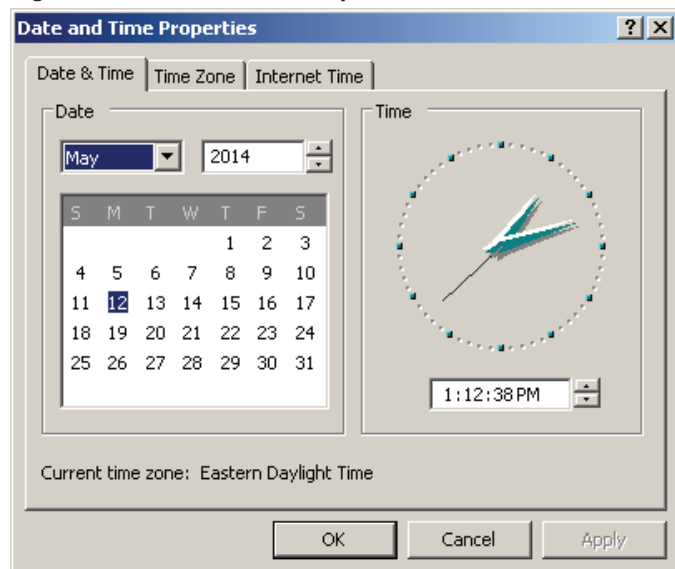 Date and Time Properties
Date & Time Time Zone Internet Time
Date
Time
May 2014
S M T W T F S
1 2 3
4 5 6 7 8 9 10
11 12 13 14 15 16 17
18 19 20 21 22 23 24
25 26 27 28 29 30 31
1:12:38 PM
Current time zone: Eastern Daylight Time
OK Cancel Apply